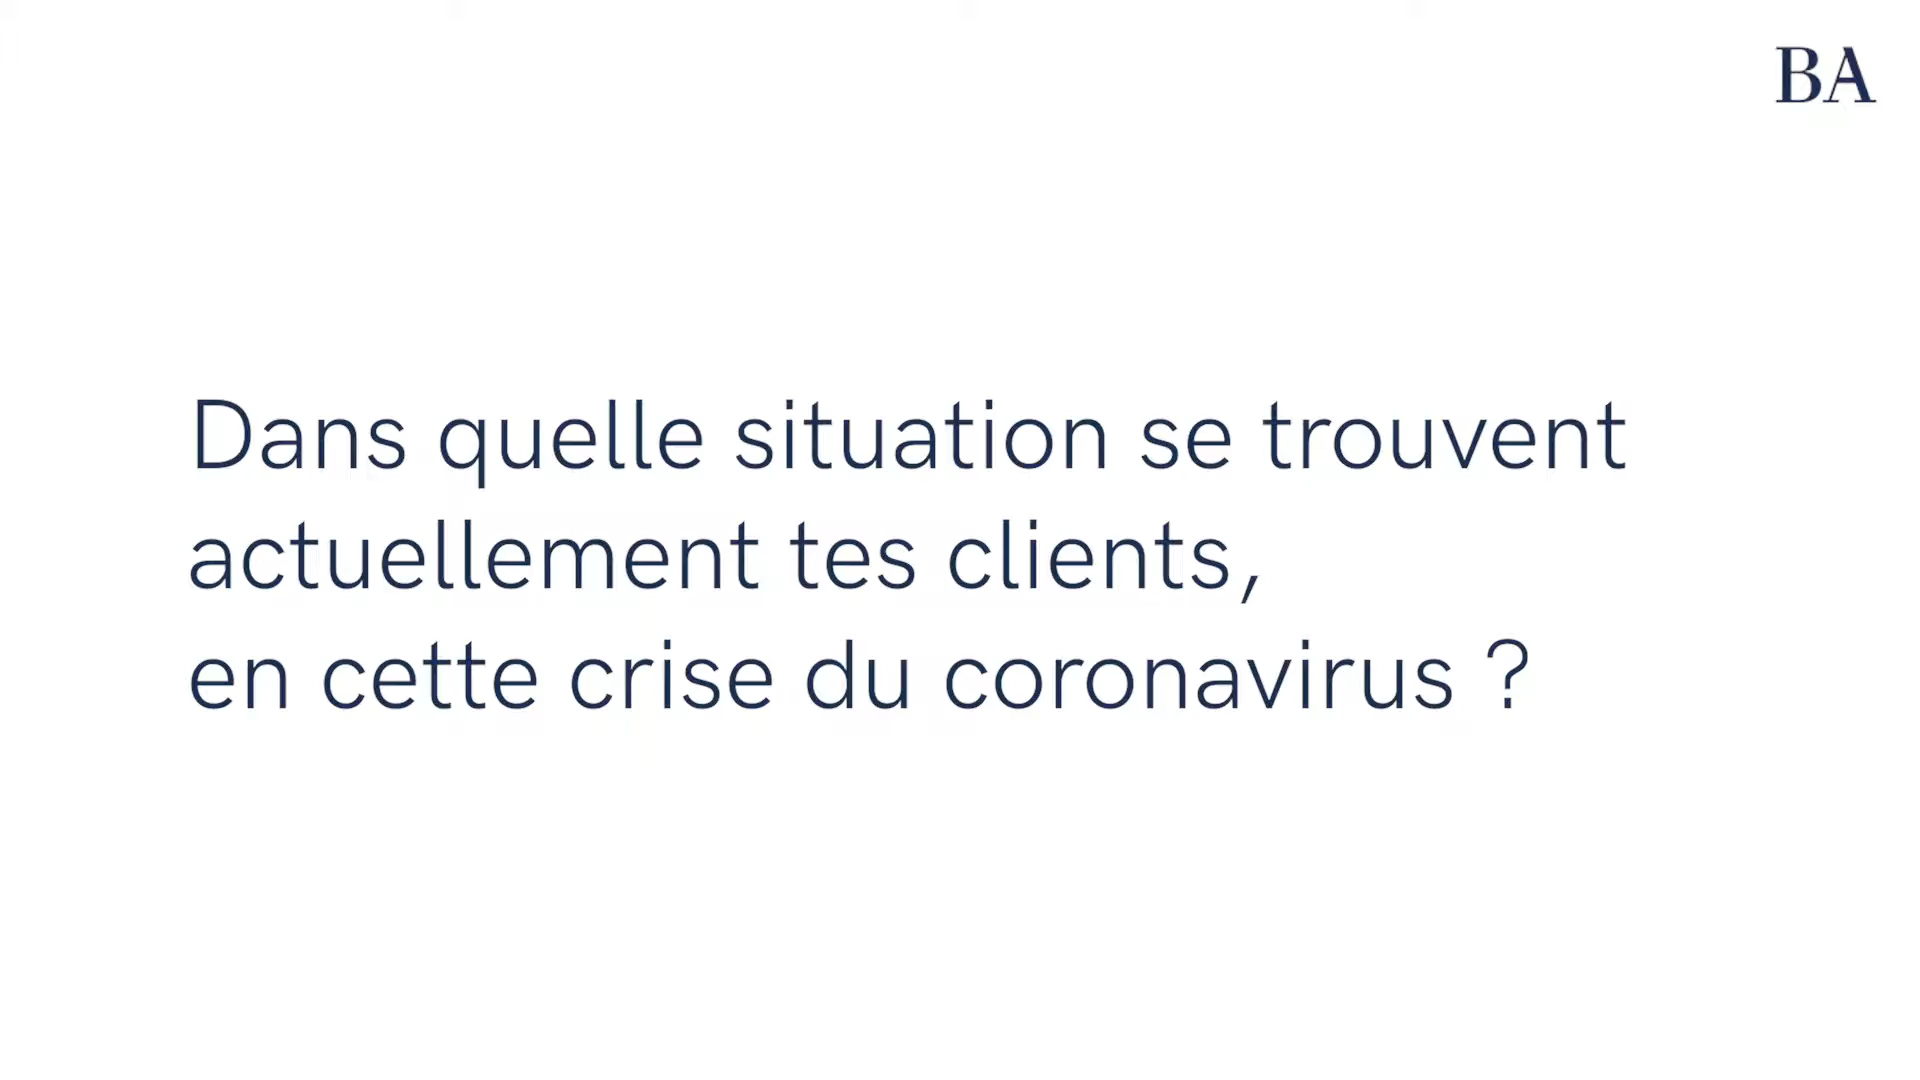 BA
Dans quelle situation se trouvent
actuellement tes clients,
en cette crise du coronavirus ?